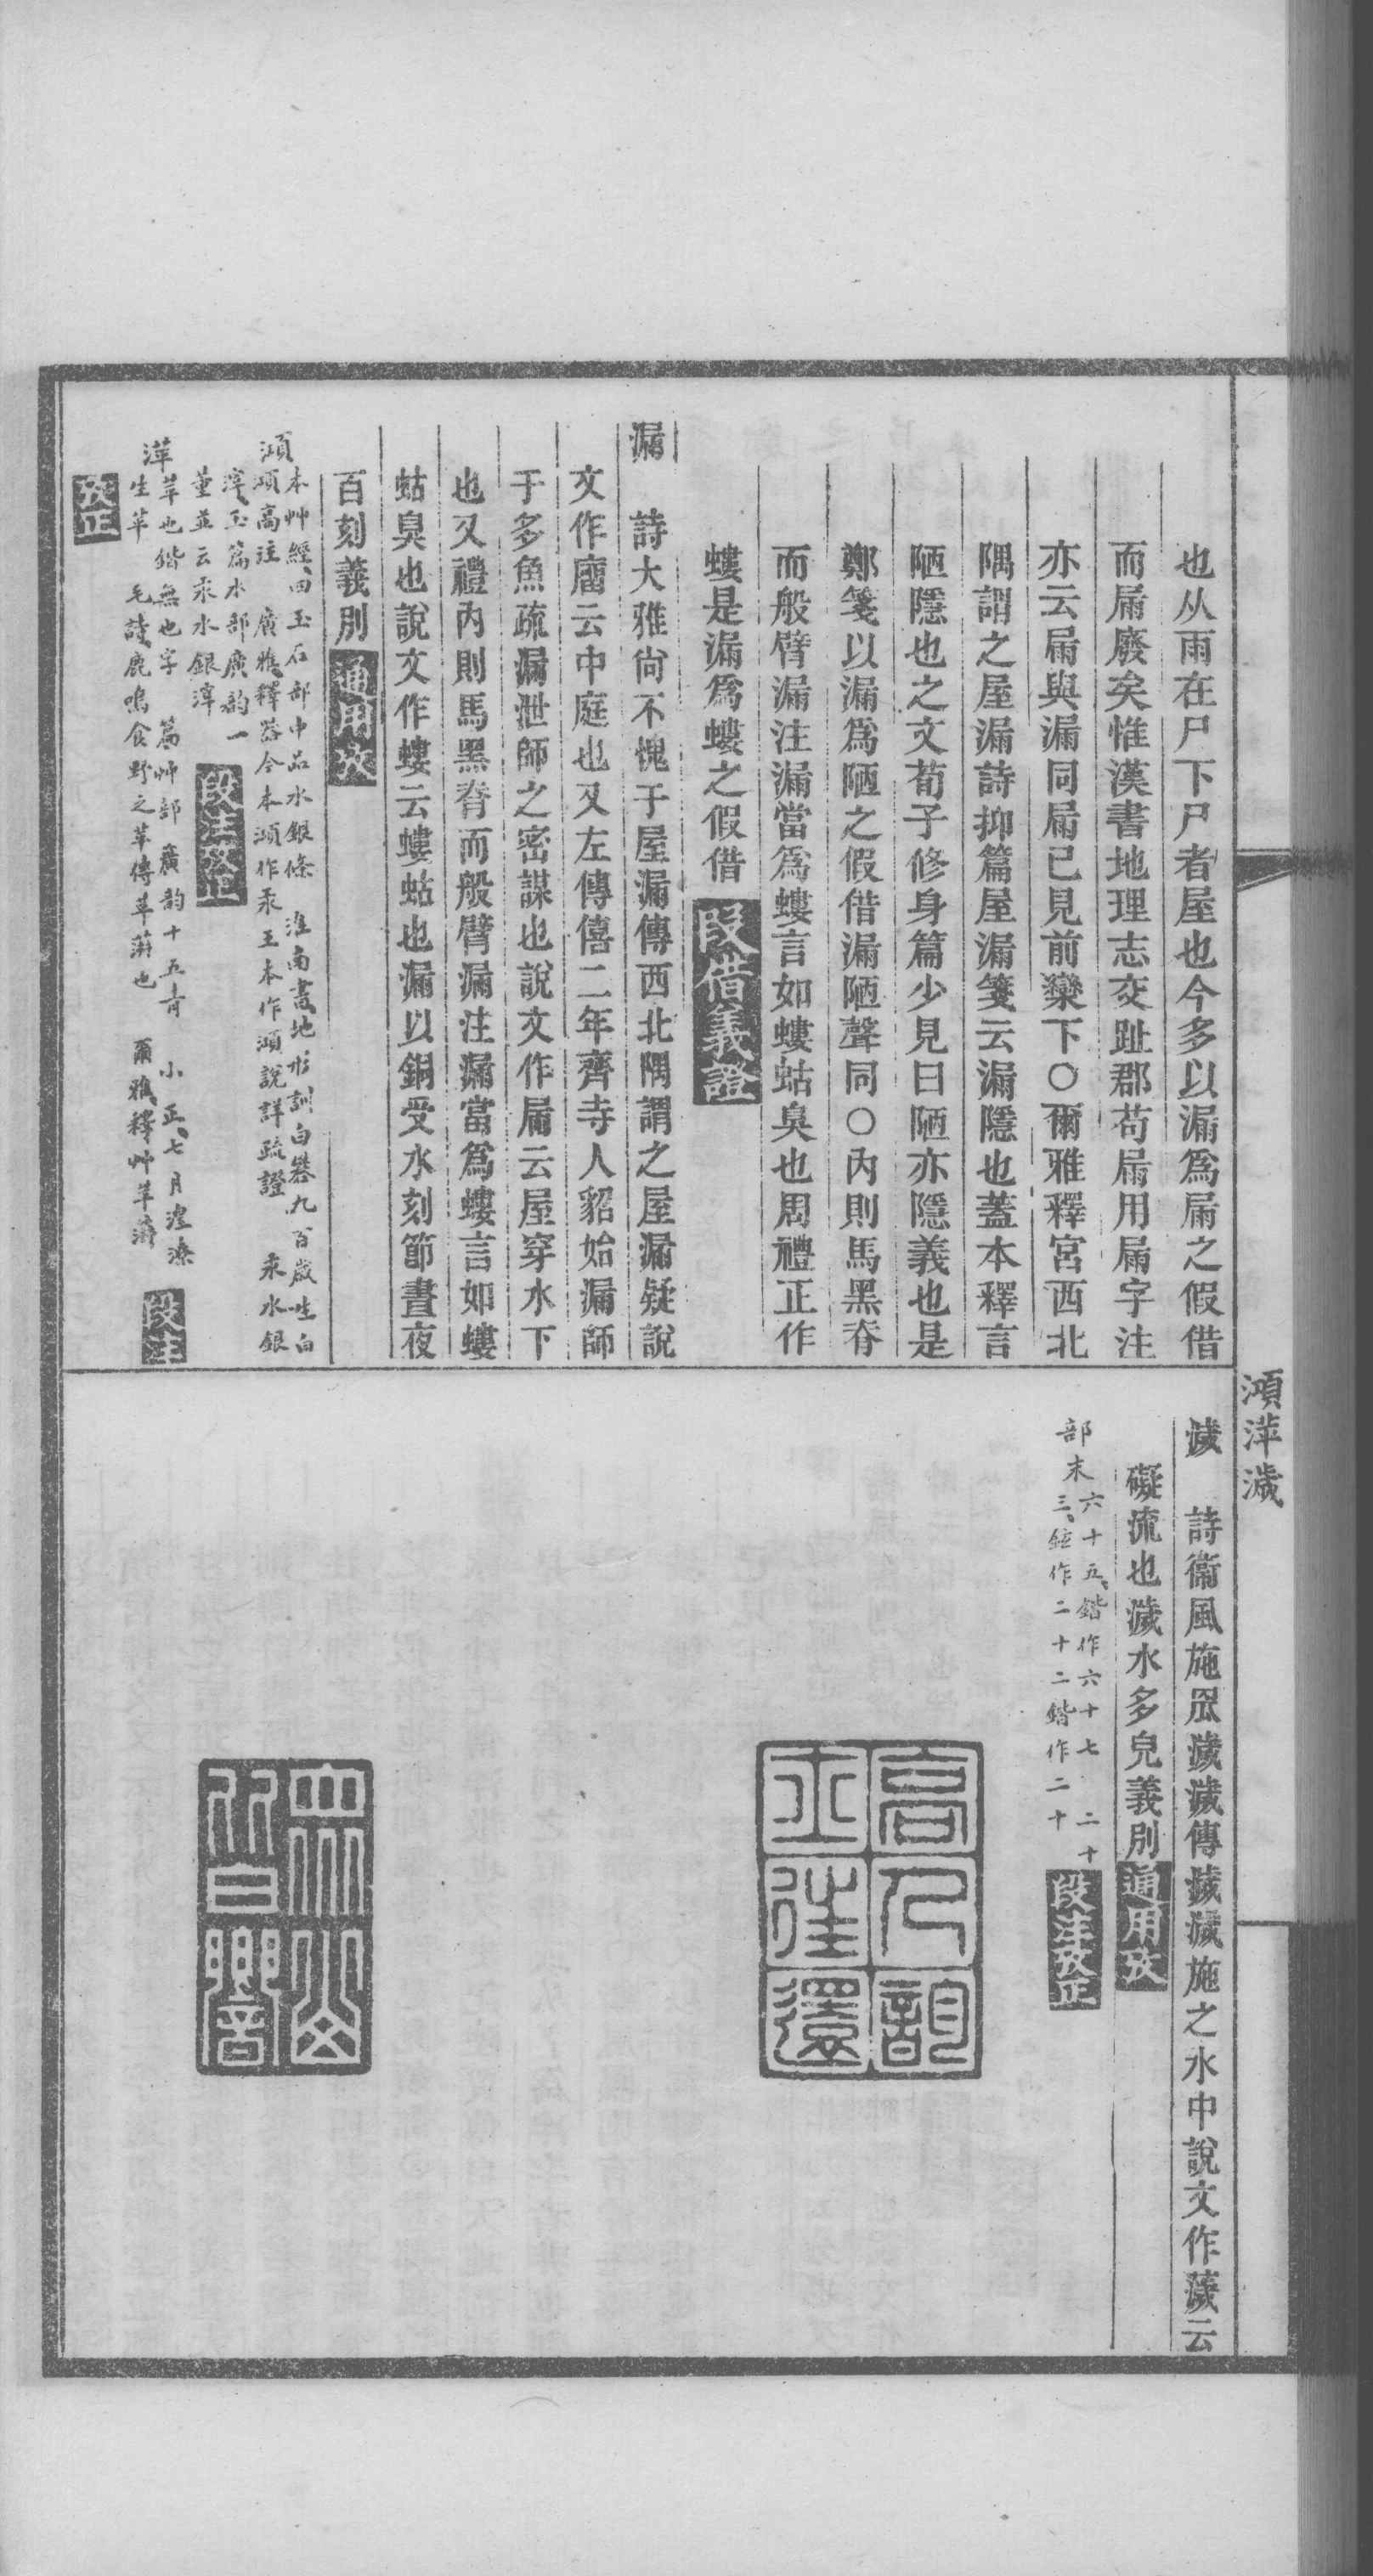 也从雨在尸下尸者屋也今多以漏爲屚之假借
而屚廢矣惟漢書地理志交趾郡苟屚用屚字注
亦云屚與漏同屚已見前欒下○爾雅釋宮西北
隅謂之屋漏詩抑篇屋漏箋云漏隱也蓋本釋言
陋隱也之文荀子修身篇少見曰陋亦隱義也是
鄭箋以漏爲陋之假借漏陋聲同○內則馬黑脊
而般臂漏注漏當爲螻言如螻蛄臭也周禮正作
螻是漏爲螻之假借 段借義證
漏 詩大雅尙不愧于屋漏傳西北隅謂之屋漏疑說
文作廇云中庭也又左傳僖二年齊寺人貂始漏師
于多魚疏漏泄師之密謀也說文作屚云屋穿水下
也又禮內則馬黑脊而般臂漏注漏當爲螻言如螻
蛄臭也說文作螻云螻蛄也漏以銅受水刻節晝夜
百刻義別 通用攷
澒 本艸經、四玉石部中品水銀條 淮南書、地形訓白礜九百歲生白
澒澒高注 廣雅、釋器今本澒作汞王本作澒說詳疏證 汞水銀
滓、玉篇水部廣韵一
董並云汞水銀滓 段注攷正
萍 苹也鍇無也字 篇艸部 廣韵十五青 小正、七月湟潦
生苹 毛詩、鹿鳴食野之苹傳苹蓱也 爾雅、釋艸苹蓱 段注
攷正
澒萍濊
濊 詩衞風施罛濊濊傳濊濊施之水中說文作薉云
礙流也濊水多皃義別 通用攷
部末 六十五、鍇作六十七 二十
三、鉉作二十二鍇作二十 段注攷正